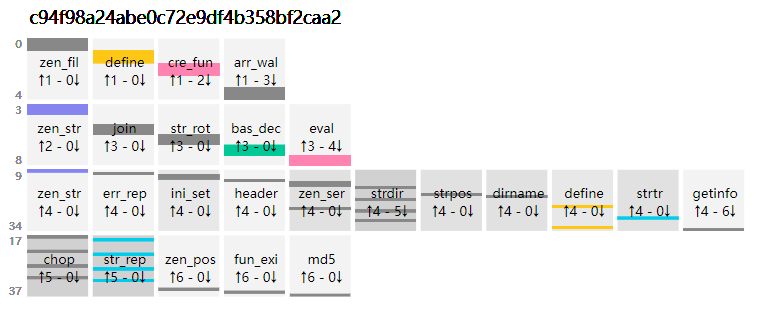 c94f98a24abe0c72e9df4b358bf2caa2
0 zen_fil define cre_fun arr_wal
4 ↑1 - 0↓ ↑1 - 0↓ ↑1 - 2↓ ↑1 - 3↓
3 zen_str join str_rot bas_dec eval
8 ↑2 - 0↓ ↑3 - 0↓ ↑3 - 0↓ ↑3 - 0↓ ↑3 - 4↓
9 zen_str err_rep ini_set header zen_ser strdir strpos dirname define strtr getinfo
34 ↑4 - 0↓ ↑4 - 0↓ ↑4 - 0↓ ↑4 - 0↓ ↑4 - 0↓ ↑4 - 5↓ ↑4 - 0↓ ↑4 - 0↓ ↑4 - 0↓ ↑4 - 0↓ ↑4 - 6↓
17 chop str_rep zen_pos fun_exi md5
37 ↑5 - 0↓ ↑5 - 0↓ ↑6 - 0↓ ↑6 - 0↓ ↑6 - 0↓